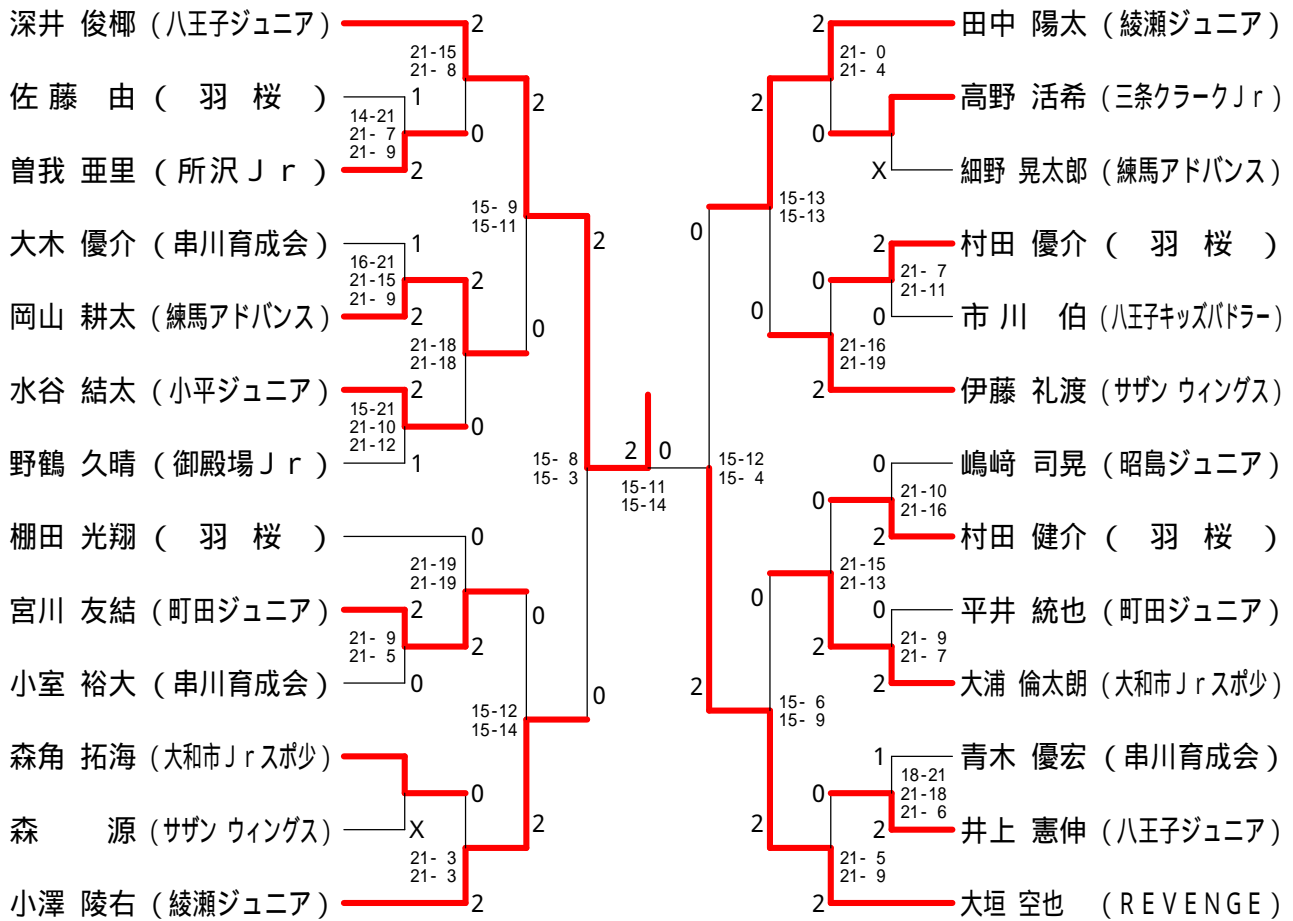 深井 俊椰 (八王子ジュニア) 2
21-15
21- 8
佐 藤 由 ( 羽 桜 ) 1
2
14-21
21- 7
21- 9
0
曽我 亜里 (所沢Ｊｒ) 2
15- 9
15-11
大木 優介 (串川育成会) 1
2
16-21
21-15
21- 9
2
岡山 耕太 (練馬アドバンス) 2
0
21-18
21-18
水谷 結太 (小平ジュニア) 2
15-21
21-10
21-12
0
野鶴 久晴 (御殿場Ｊｒ) 1
15- 8
15- 3
棚田 光翔 ( 羽 桜 ) 0
21-19
21-19
宮川 友結 (町田ジュニア) 2
0
21- 9
21- 5
2
小室 裕大 (串川育成会) 0
0
15-12
15-14
森角 拓海 (大和市Ｊｒスポ少)
0
森 源 (サザン ウィングス) X
2
21- 3
21- 3
小澤 陵右 (綾瀬ジュニア) 2
2 0
15-11
15-14
2 田中 陽太 (綾瀬ジュニア)
21- 0
21- 4
2
高野 活希 (三条クラークＪｒ)
0
X 細野 晃太郎 (練馬アドバンス)
15-13
15-13
0
2 村田 優介 ( 羽 桜 )
0
21- 7
21-11
0
0 市 川 伯 (八王子キッズバドラー)
21-16
21-19
2 伊藤 礼渡 (サザン ウィングス)
15-12
15- 4
0 嶋﨑 司晃 (昭島ジュニア)
0
21-10
21-16
2 村田 健介 ( 羽 桜 )
21-15
21-13
0
0 平井 統也 (町田ジュニア)
2
21- 9
21- 7
2 大浦 倫太朗 (大和市Ｊｒスポ少)
2
15- 6
15- 9
1 青木 優宏 (串川育成会)
0
18-21
21-18
21- 6
2
2 井上 憲伸 (八王子ジュニア)
21- 5
21- 9
2 大垣 空也 (ＲＥＶＥＮＧＥ)